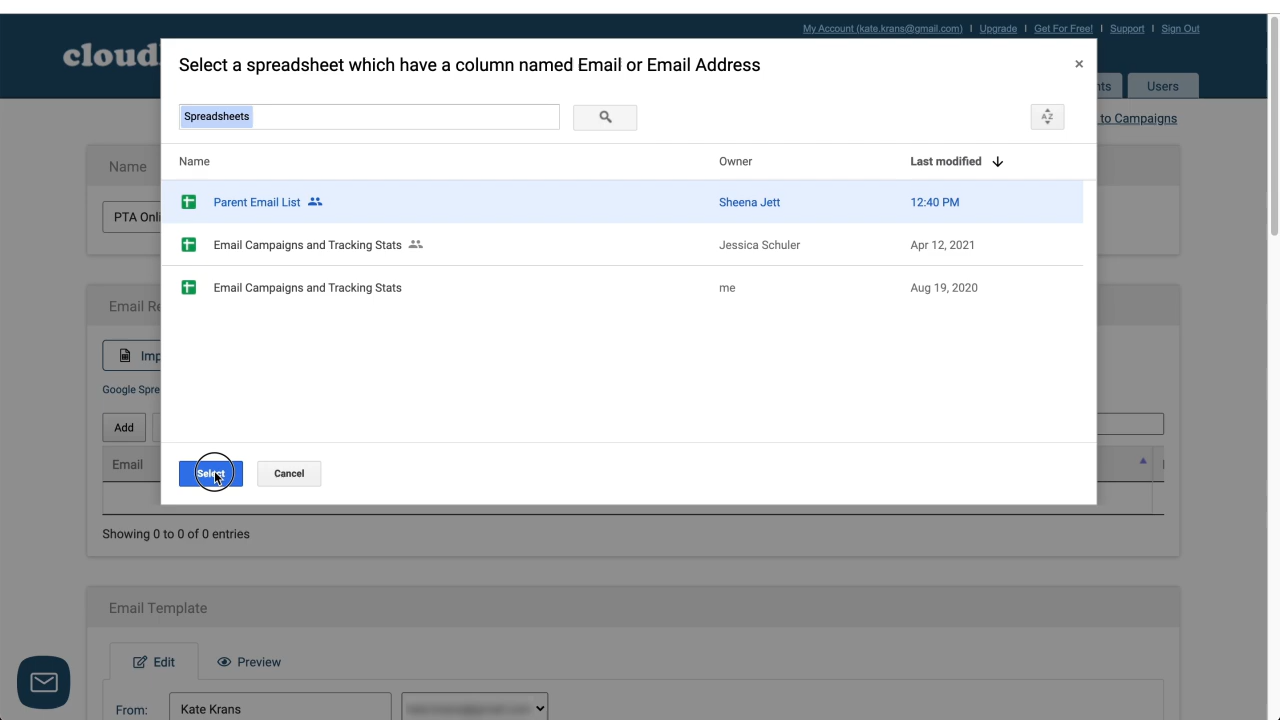 My Account (kate.krans@gmail.com) | Upgrade | Get For Free! | Support | Sign Out
cloud
Select a spreadsheet which have a column named Email or Email Address
×
Users
Spreadsheets
to Campaigns
Name
Name Owner Last modified
Parent Email List Sheena Jett 12:40 PM
PTA Onli
Email Campaigns and Tracking Stats Jessica Schuler Apr 12, 2021
Email Campaigns and Tracking Stats me Aug 19, 2020
Email Re
Imp
Google Spre
Add
Email
Select Cancel
Showing 0 to 0 of 0 entries
Email Template
Edit Preview
From: Kate Krans